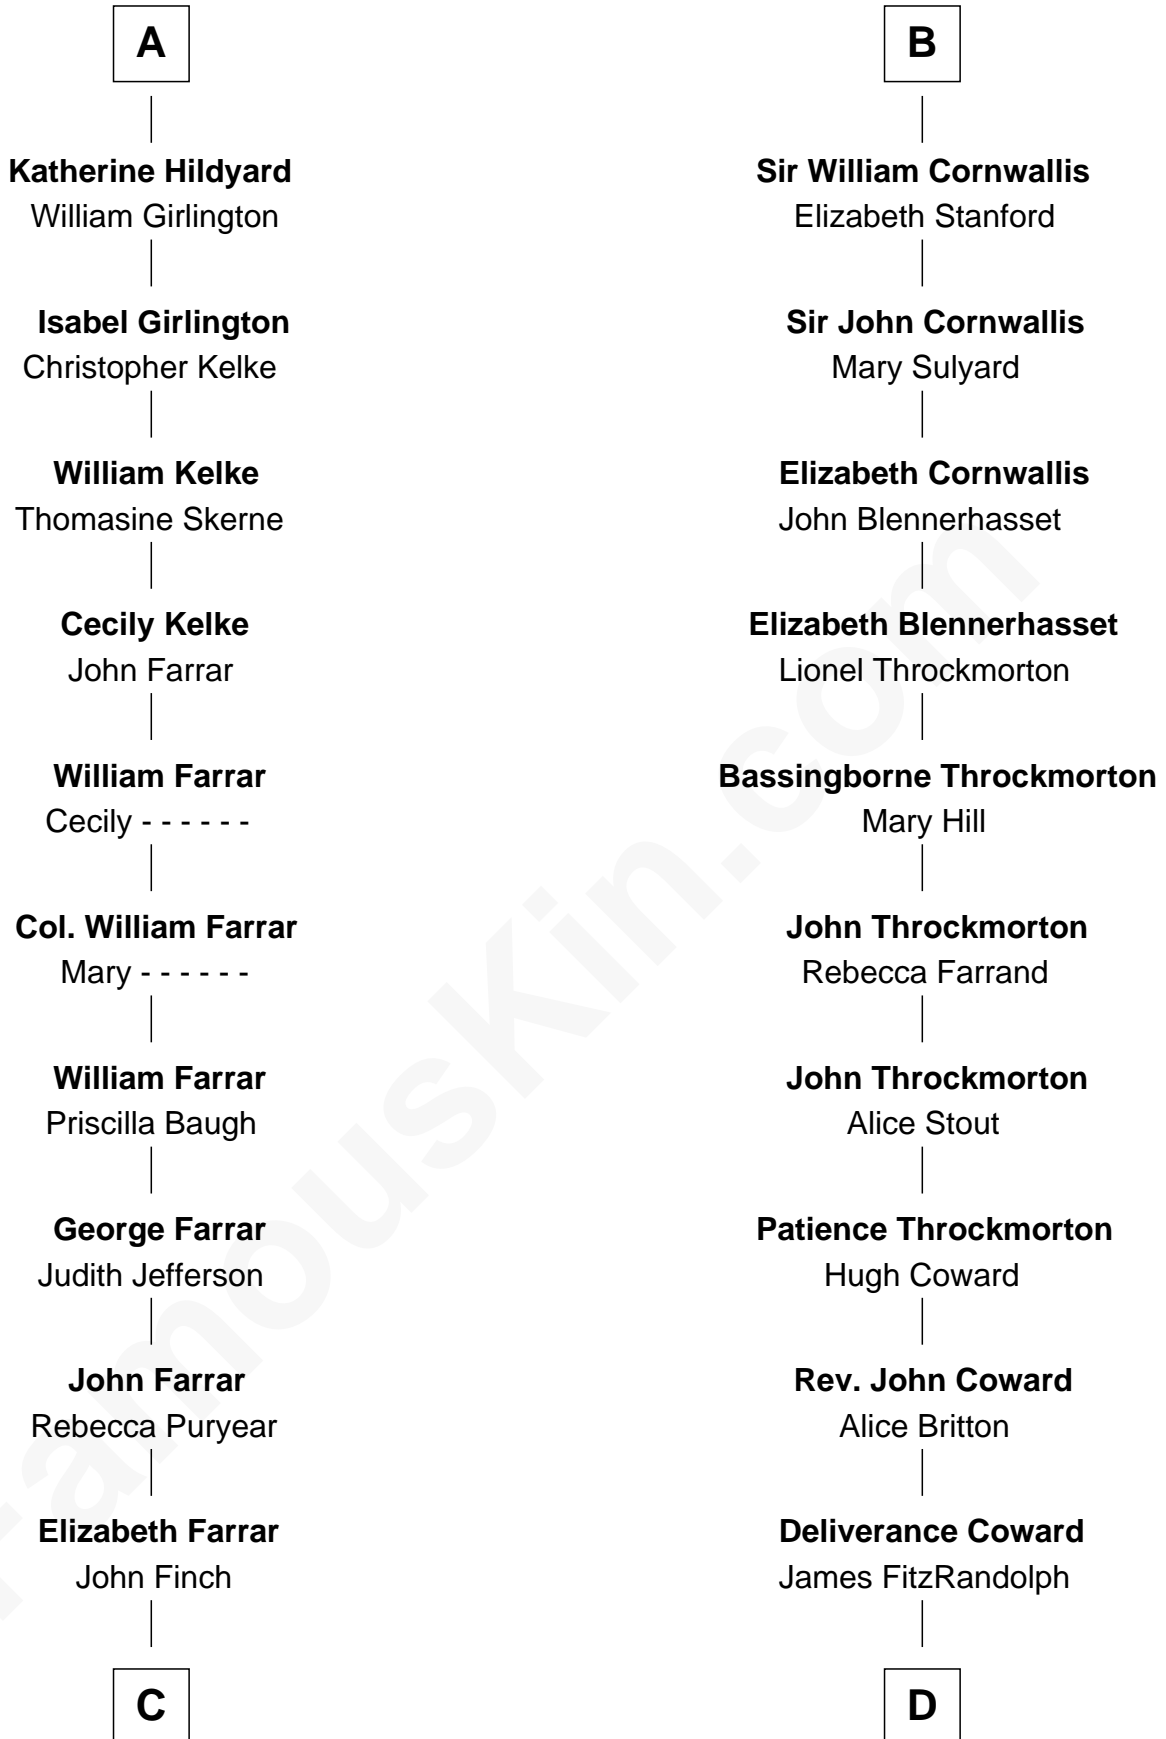 A
Katherine Hildyard
William Girlington
Isabel Girlington
Christopher Kelke
William Kelke
Thomasine Skerne
Cecily Kelke
John Farrar
William Farrar
Cecily - - - - - -
Col. William Farrar
Mary - - - - - -
William Farrar
Priscilla Baugh
George Farrar
Judith Jefferson
John Farrar
Rebecca Puryear
Elizabeth Farrar
John Finch
C
B
Sir William Cornwallis
Elizabeth Stanford
Sir John Cornwallis
Mary Sulyard
Elizabeth Cornwallis
John Blennerhasset
Elizabeth Blennerhasset
Lionel Throckmorton
Bassingborne Throckmorton
Mary Hill
John Throckmorton
Rebecca Farrand
John Throckmorton
Alice Stout
Patience Throckmorton
Hugh Coward
Rev. John Coward
Alice Britton
Deliverance Coward
James FitzRandolph
D
FamousKin.com